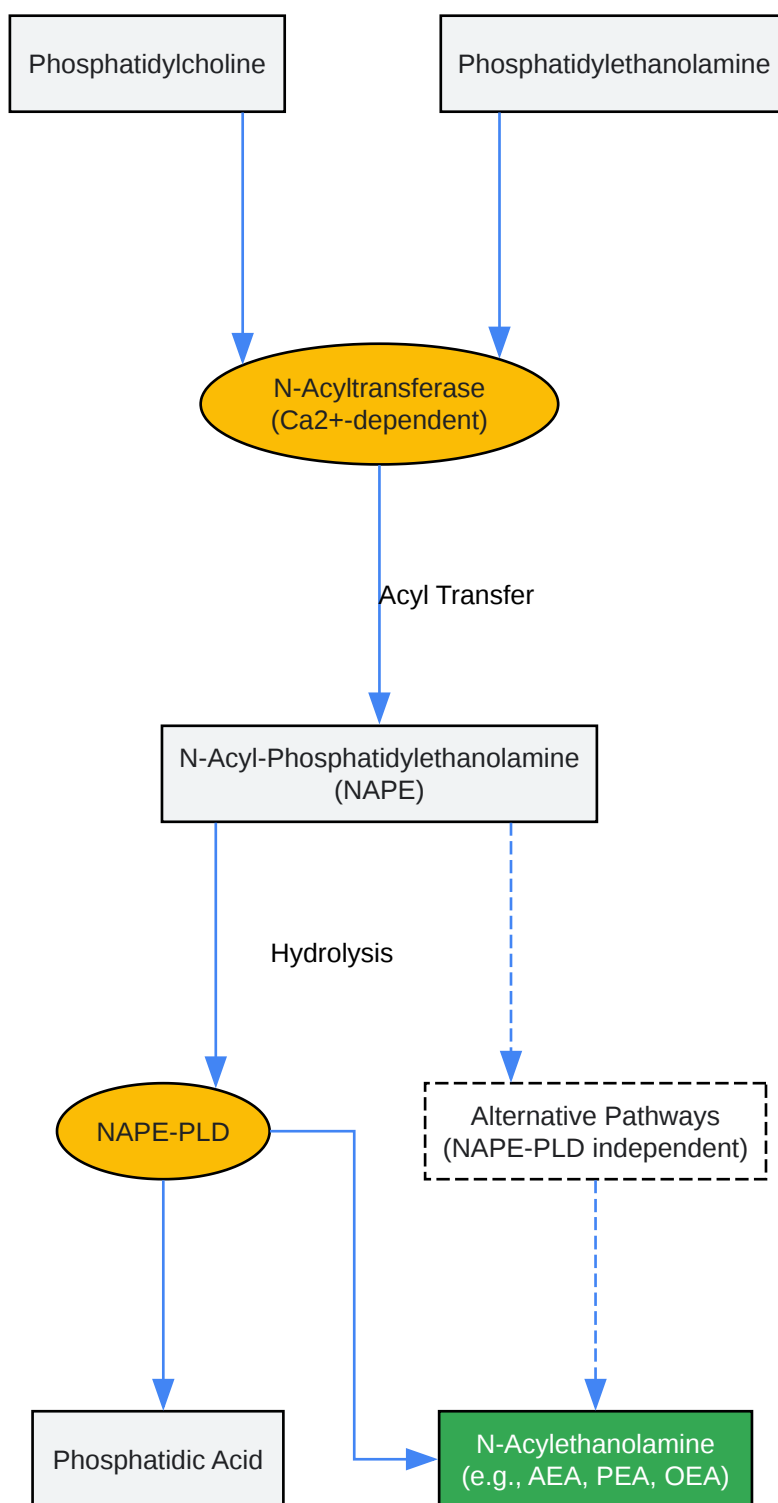 Phosphatidylcholine
Phosphatidylethanolamine
N-Acyltransferase
(Ca2+-dependent)
Acyl Transfer
N-Acyl-Phosphatidylethanolamine
(NAPE)
Hydrolysis
NAPE-PLD
Alternative Pathways
(NAPE-PLD independent)
Phosphatidic Acid
N-Acylethanolamine
(e.g., AEA, PEA, OEA)